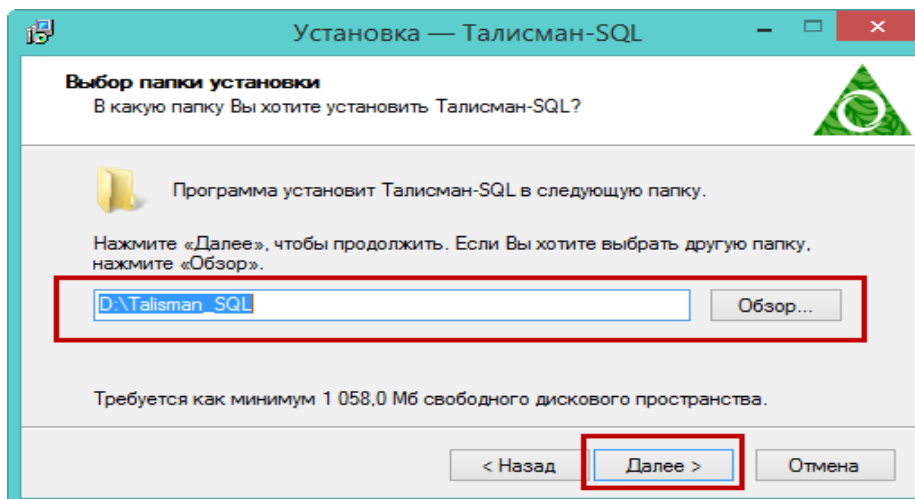 Установка — Талисман-SQL
Выбор папки установки
В какую папку Вы хотите установить Талисман-SQL?
Программа установит Талисман-SQL в следующую папку.
Нажмите «Далее», чтобы продолжить. Если Вы хотите выбрать другую папку,
нажмите «Обзор».
D:\Talisman_SQL
Обзор...
Требуется как минимум 1 058,0 Мб свободного дискового пространства.
< Назад
Далее >
Отмена